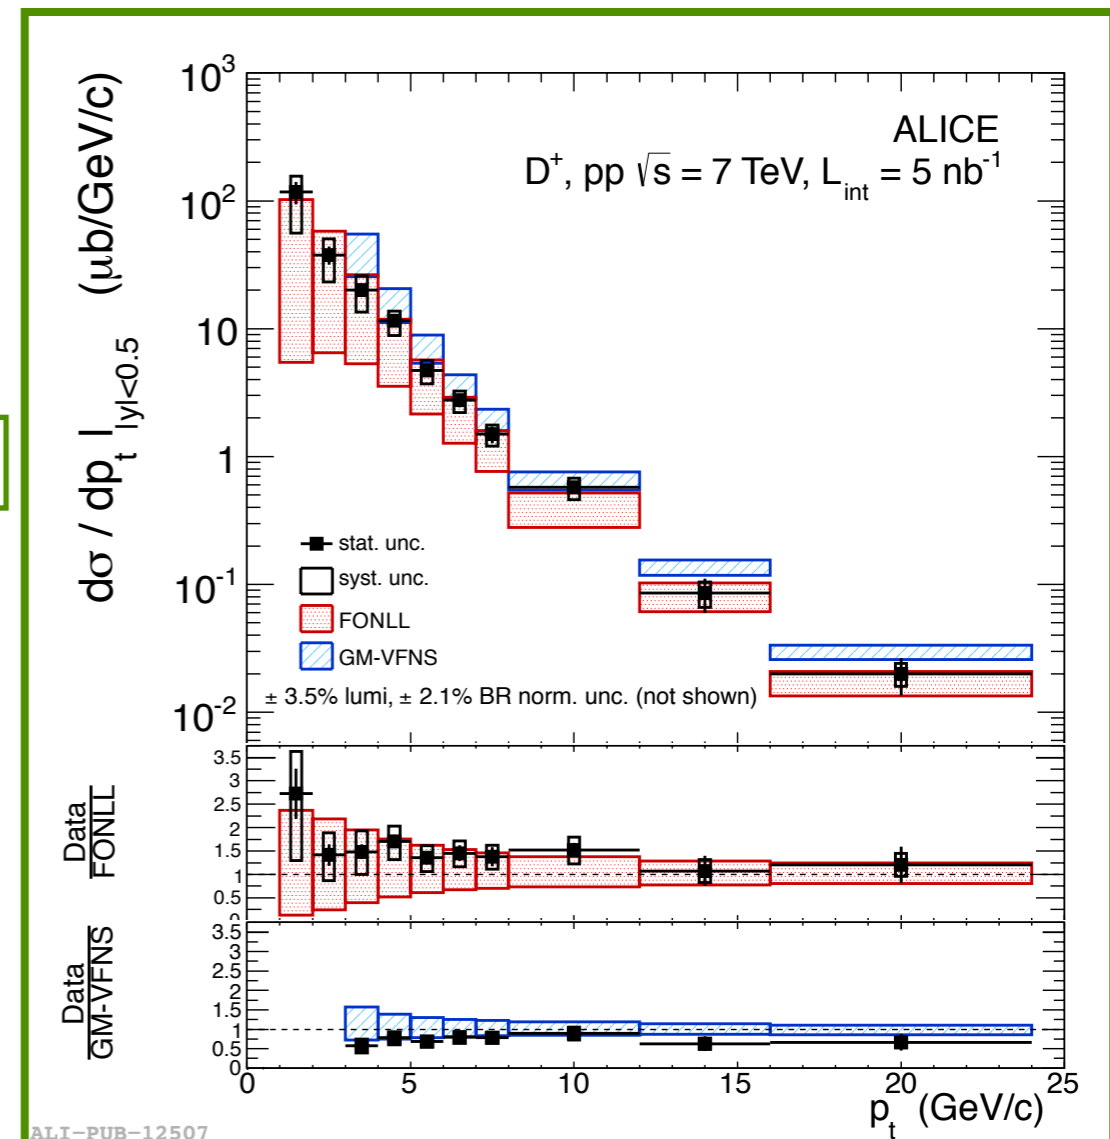 dσ / dp_t |_|y|<0.5 (μb/GeV/c)
10^3
10^2
10
1
10^-1
10^-2
ALICE
D^+, pp √s = 7 TeV, L_int = 5 nb^-1
stat. unc.
syst. unc.
FONLL
GM-VFNS
± 3.5% lumi, ± 2.1% BR norm. unc. (not shown)
Data
FONLL
3.5
3
2.5
2
1.5
1
0.5
0
Data
GM-VFNS
3.5
3
2.5
2
1.5
1
0.5
0
0 5 10 15 20 25
p_t (GeV/c)
ALI-PUB-12507